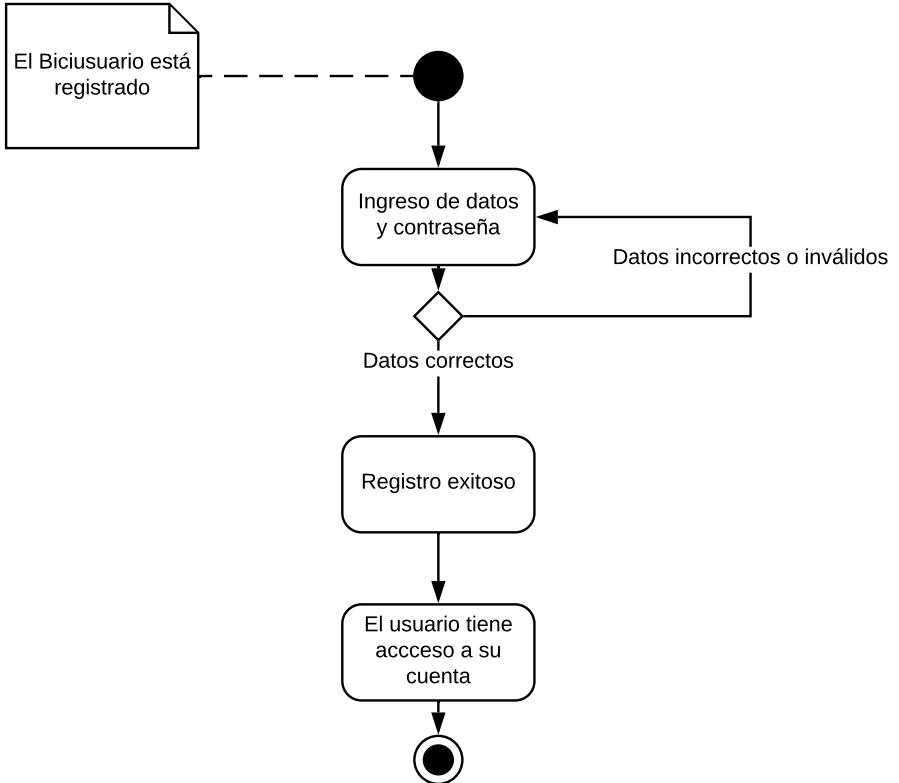 El Biciusuario está
registrado
Ingreso de datos
y contraseña
Datos incorrectos o inválidos
Datos correctos
Registro exitoso
El usuario tiene
accceso a su
cuenta